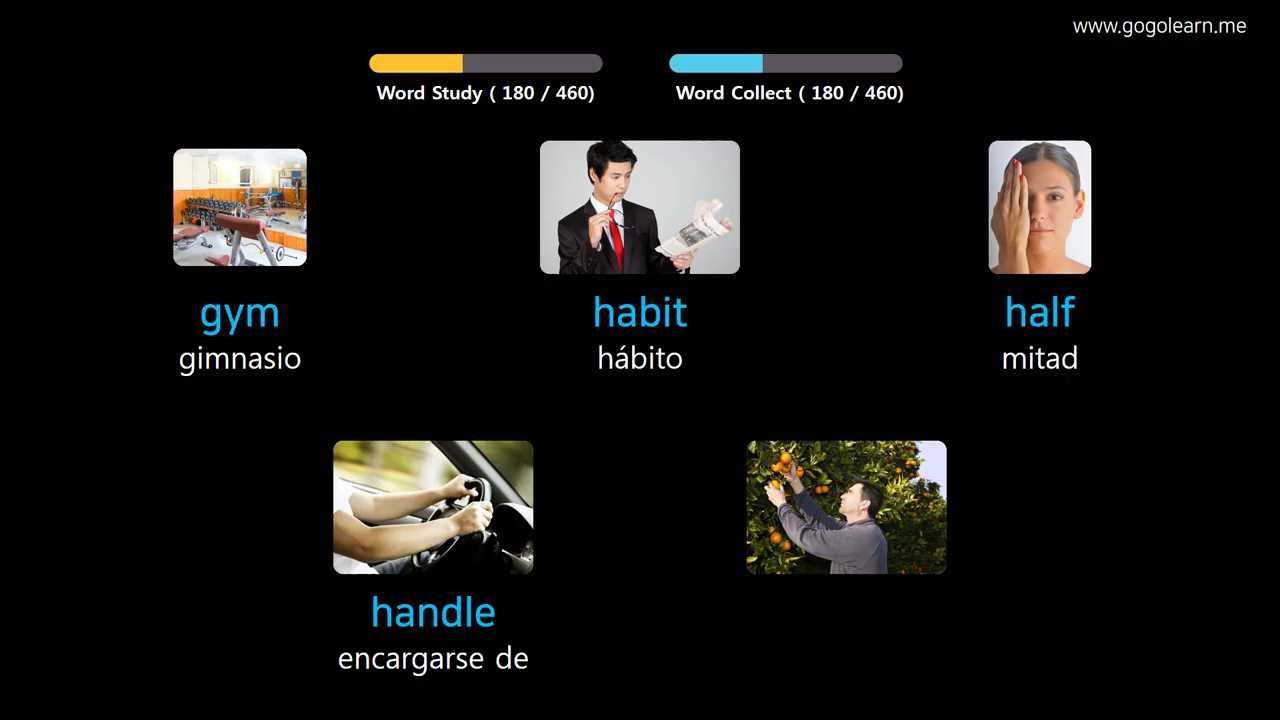 www.gogolearn.me
Word Study ( 180 / 460)
Word Collect ( 180 / 460)
gym
gimnasio
habit
hábito
half
mitad
handle
encargarse de